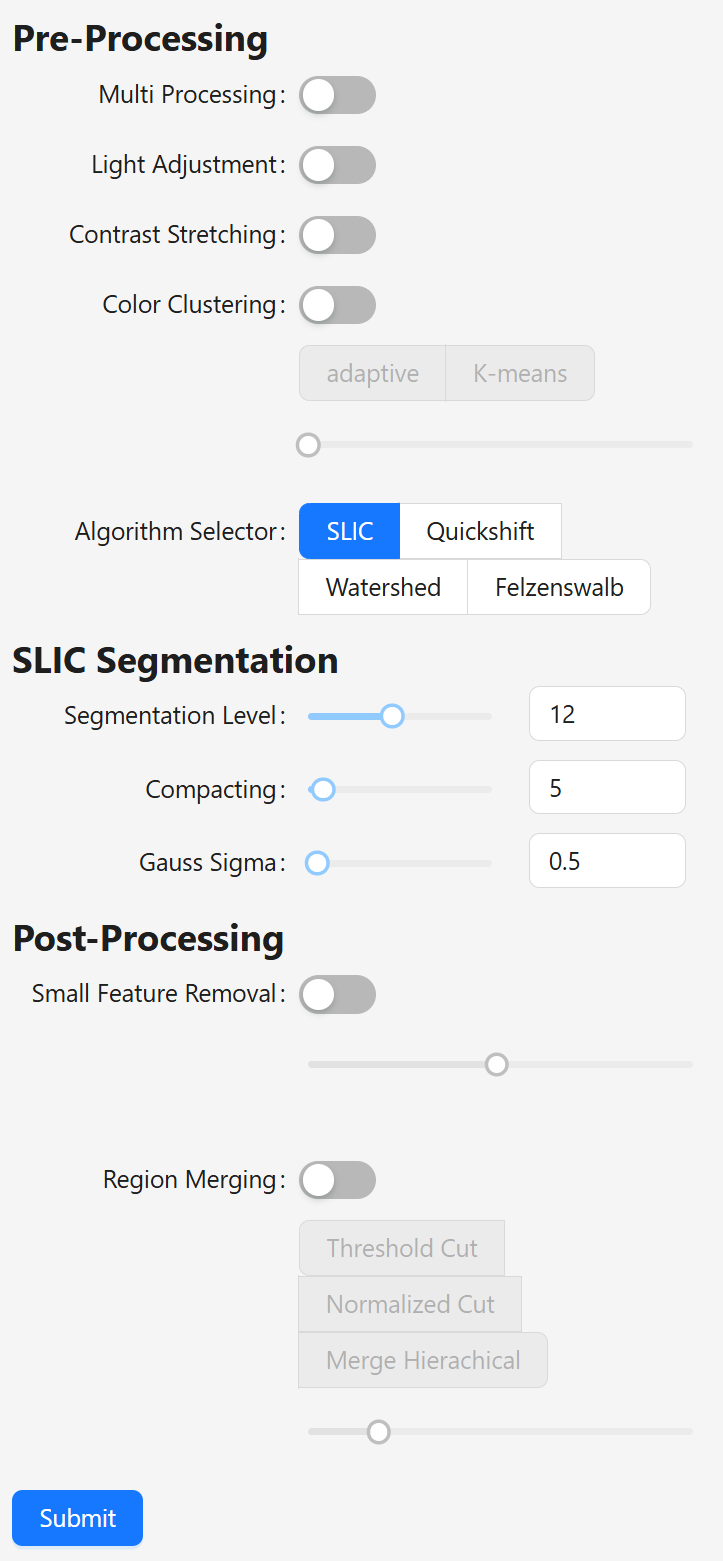 Pre-Processing
Multi Processing:
Light Adjustment:
Contrast Stretching:
Color Clustering:
adaptive K-means
Algorithm Selector: SLIC Quickshift
Watershed Felzenswalb
SLIC Segmentation
Segmentation Level: 12
Compacting: 5
Gauss Sigma: 0.5
Post-Processing
Small Feature Removal:
Region Merging:
Threshold Cut
Normalized Cut
Merge Hierachical
Submit